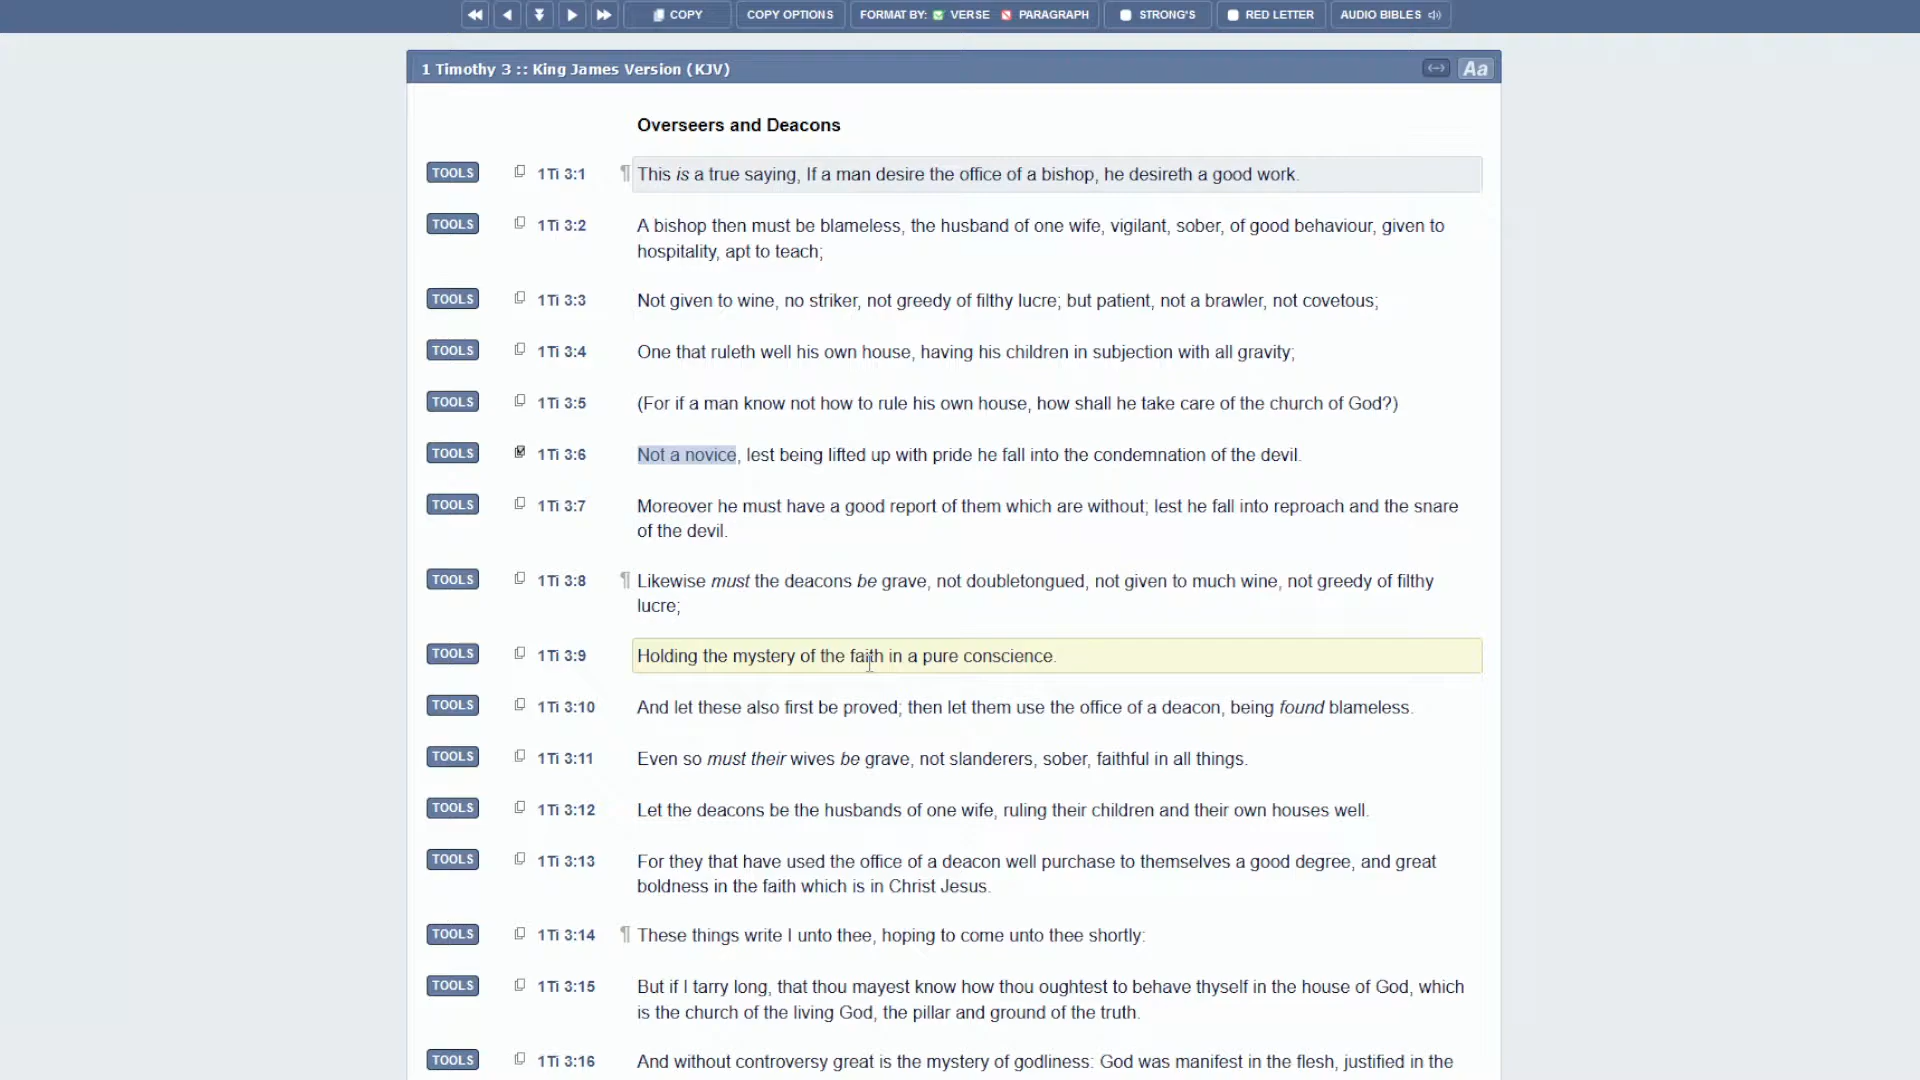 COPY COPY OPTIONS FORMAT BY: VERSE PARAGRAPH STRONG'S RED LETTER AUDIO BIBLES
1 Timothy 3 :: King James Version (KJV) Aa
Overseers and Deacons
TOOLS 1Ti 3:1 ¶ This is a true saying, If a man desire the office of a bishop, he desireth a good work.
TOOLS 1Ti 3:2 A bishop then must be blameless, the husband of one wife, vigilant, sober, of good behaviour, given to
hospitality, apt to teach;
TOOLS 1Ti 3:3 Not given to wine, no striker, not greedy of filthy lucre; but patient, not a brawler, not covetous;
TOOLS 1Ti 3:4 One that ruleth well his own house, having his children in subjection with all gravity;
TOOLS 1Ti 3:5 (For if a man know not how to rule his own house, how shall he take care of the church of God?)
TOOLS 1Ti 3:6 Not a novice, lest being lifted up with pride he fall into the condemnation of the devil.
TOOLS 1Ti 3:7 Moreover he must have a good report of them which are without; lest he fall into reproach and the snare
of the devil.
TOOLS 1Ti 3:8 ¶ Likewise must the deacons be grave, not doubletongued, not given to much wine, not greedy of filthy
lucre;
TOOLS 1Ti 3:9 Holding the mystery of the faith in a pure conscience.
TOOLS 1Ti 3:10 And let these also first be proved; then let them use the office of a deacon, being found blameless.
TOOLS 1Ti 3:11 Even so must their wives be grave, not slanderers, sober, faithful in all things.
TOOLS 1Ti 3:12 Let the deacons be the husbands of one wife, ruling their children and their own houses well.
TOOLS 1Ti 3:13 For they that have used the office of a deacon well purchase to themselves a good degree, and great
boldness in the faith which is in Christ Jesus.
TOOLS 1Ti 3:14 ¶ These things write I unto thee, hoping to come unto thee shortly:
TOOLS 1Ti 3:15 But if I tarry long, that thou mayest know how thou oughtest to behave thyself in the house of God, which
is the church of the living God, the pillar and ground of the truth.
TOOLS 1Ti 3:16 And without controversy great is the mystery of godliness: God was manifest in the flesh, justified in the